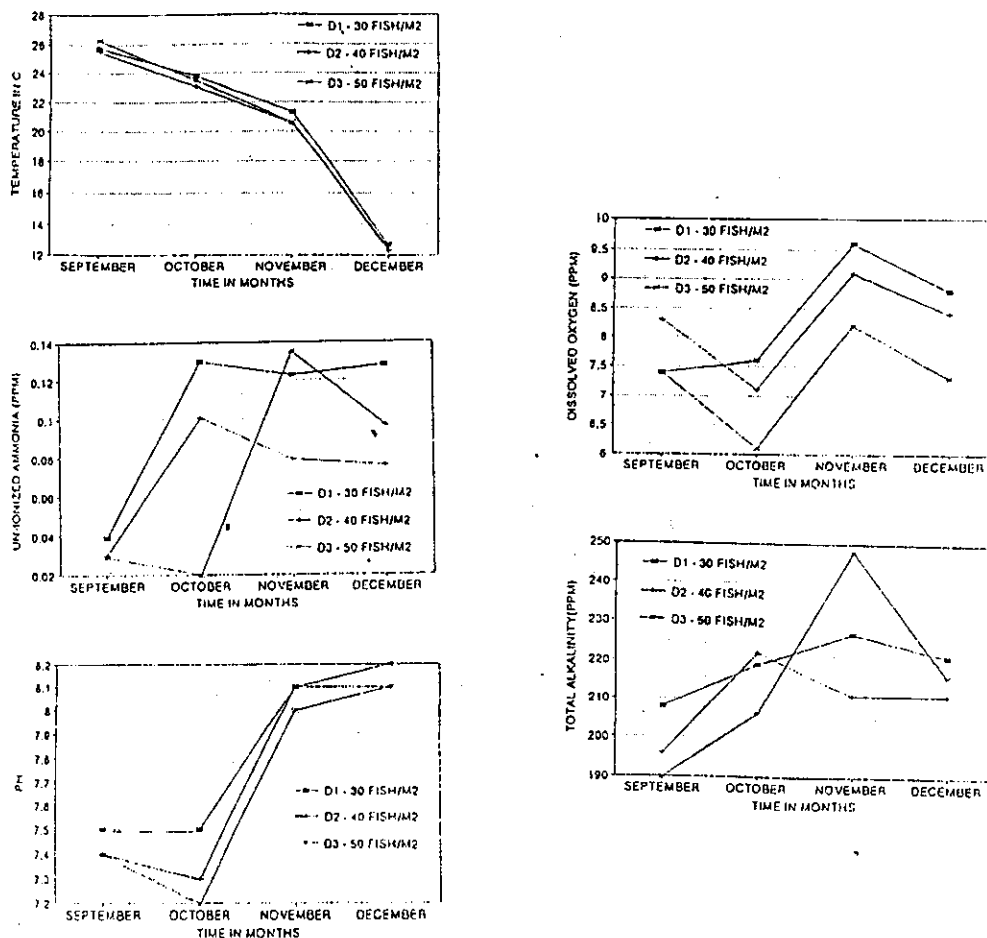 TEMPERATURE IN C
28
26
24
22
20
18
16
14
12
D1 - 30 FISH/M2
D2 - 40 FISH/M2
D3 - 50 FISH/M2
SEPTEMBER OCTOBER NOVEMBER DECEMBER
TIME IN MONTHS
UN-IONIZED AMMONIA (PPM)
0.14
0.12
0.1
0.08
0.06
0.04
0.02
D1 - 30 FISH/M2
D2 - 40 FISH/M2
D3 - 50 FISH/M2
SEPTEMBER OCTOBER NOVEMBER DECEMBER
TIME IN MONTHS
PH
8.2
8.1
8
7.9
7.8
7.7
7.6
7.5
7.4
7.3
7.2
D1 - 30 FISH/M2
D2 - 40 FISH/M2
D3 - 50 FISH/M2
SEPTEMBER OCTOBER NOVEMBER DECEMBER
TIME IN MONTHS
DISSOLVED OXYGEN (PPM)
10
9.5
9
8.5
8
7.5
7
6.5
6
D1 - 30 FISH/M2
D2 - 40 FISH/M2
D3 - 50 FISH/M2
SEPTEMBER OCTOBER NOVEMBER DECEMBER
TIME IN MONTHS
TOTAL ALKALINITY(PPM)
250
240
230
220
210
200
190
D1 - 30 FISH/M2
D2 - 40 FISH/M2
D3 - 50 FISH/M2
SEPTEMBER OCTOBER NOVEMBER DECEMBER
TIME IN MONTHS